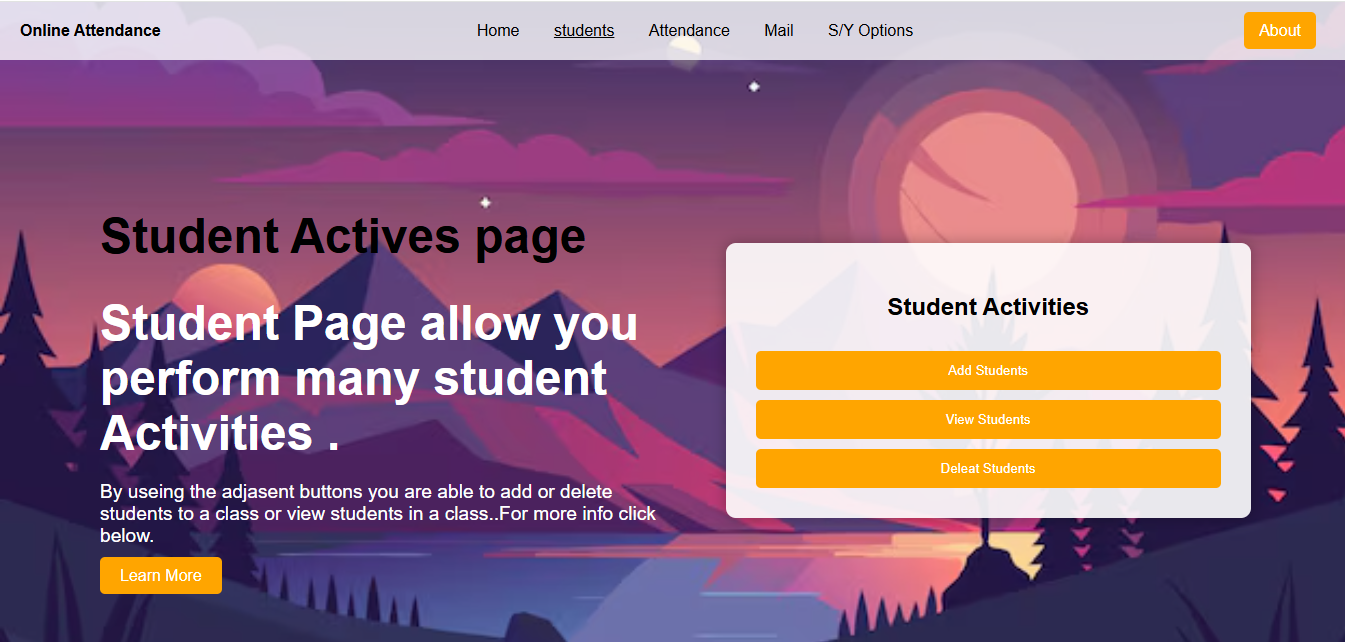 Online Attendance
Home students Attendance Mail S/Y Options
About
Student Actives page
Student Page allow you
perform many student
Activities .
By useing the adjasent buttons you are able to add or delete
students to a class or view students in a class..For more info click
below.
Learn More
Student Activities
Add Students
View Students
Deleat Students